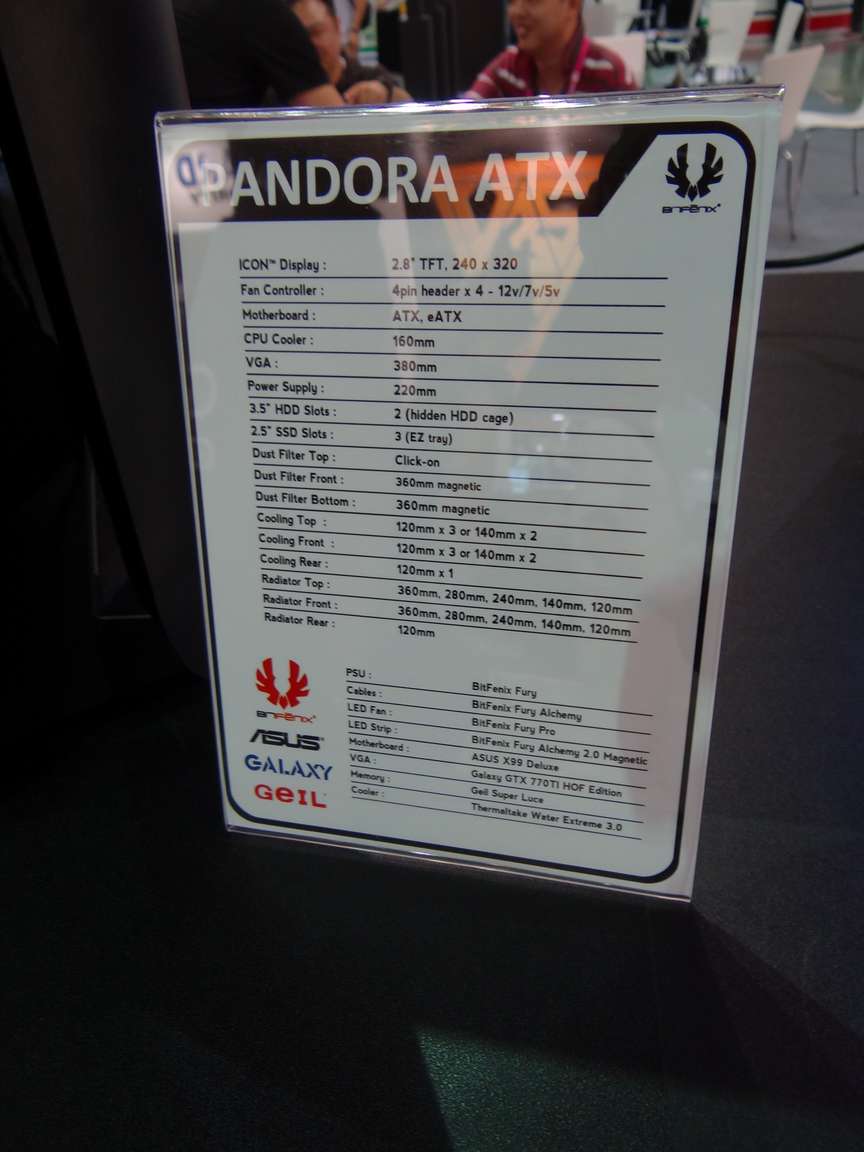 PANDORA ATX
BitFenix®
ICON™ Display : 2.8" TFT, 240 x 320
Fan Controller : 4pin header x 4 - 12v/7v/5v
Motherboard : ATX, eATX
CPU Cooler : 160mm
VGA : 380mm
Power Supply : 220mm
3.5" HDD Slots : 2 (hidden HDD cage)
2.5" SSD Slots : 3 (EZ tray)
Dust Filter Top : Click-on
Dust Filter Front : 360mm magnetic
Dust Filter Bottom : 360mm magnetic
Cooling Top : 120mm x 3 or 140mm x 2
Cooling Front : 120mm x 3 or 140mm x 2
Cooling Rear : 120mm x 1
Radiator Top : 360mm, 280mm, 240mm, 140mm, 120mm
Radiator Front : 360mm, 280mm, 240mm, 140mm, 120mm
Radiator Rear : 120mm
BitFenix®
ASUS
GALAXY
GEIL
PSU : BitFenix Fury
Cables : BitFenix Fury Alchemy
LED Fan : BitFenix Fury Pro
LED Strip : BitFenix Fury Alchemy 2.0 Magnetic
Motherboard : ASUS X99 Deluxe
VGA : Galaxy GTX 770TI HOF Edition
Memory : Geil Super Luce
Cooler : Thermaltake Water Extreme 3.0